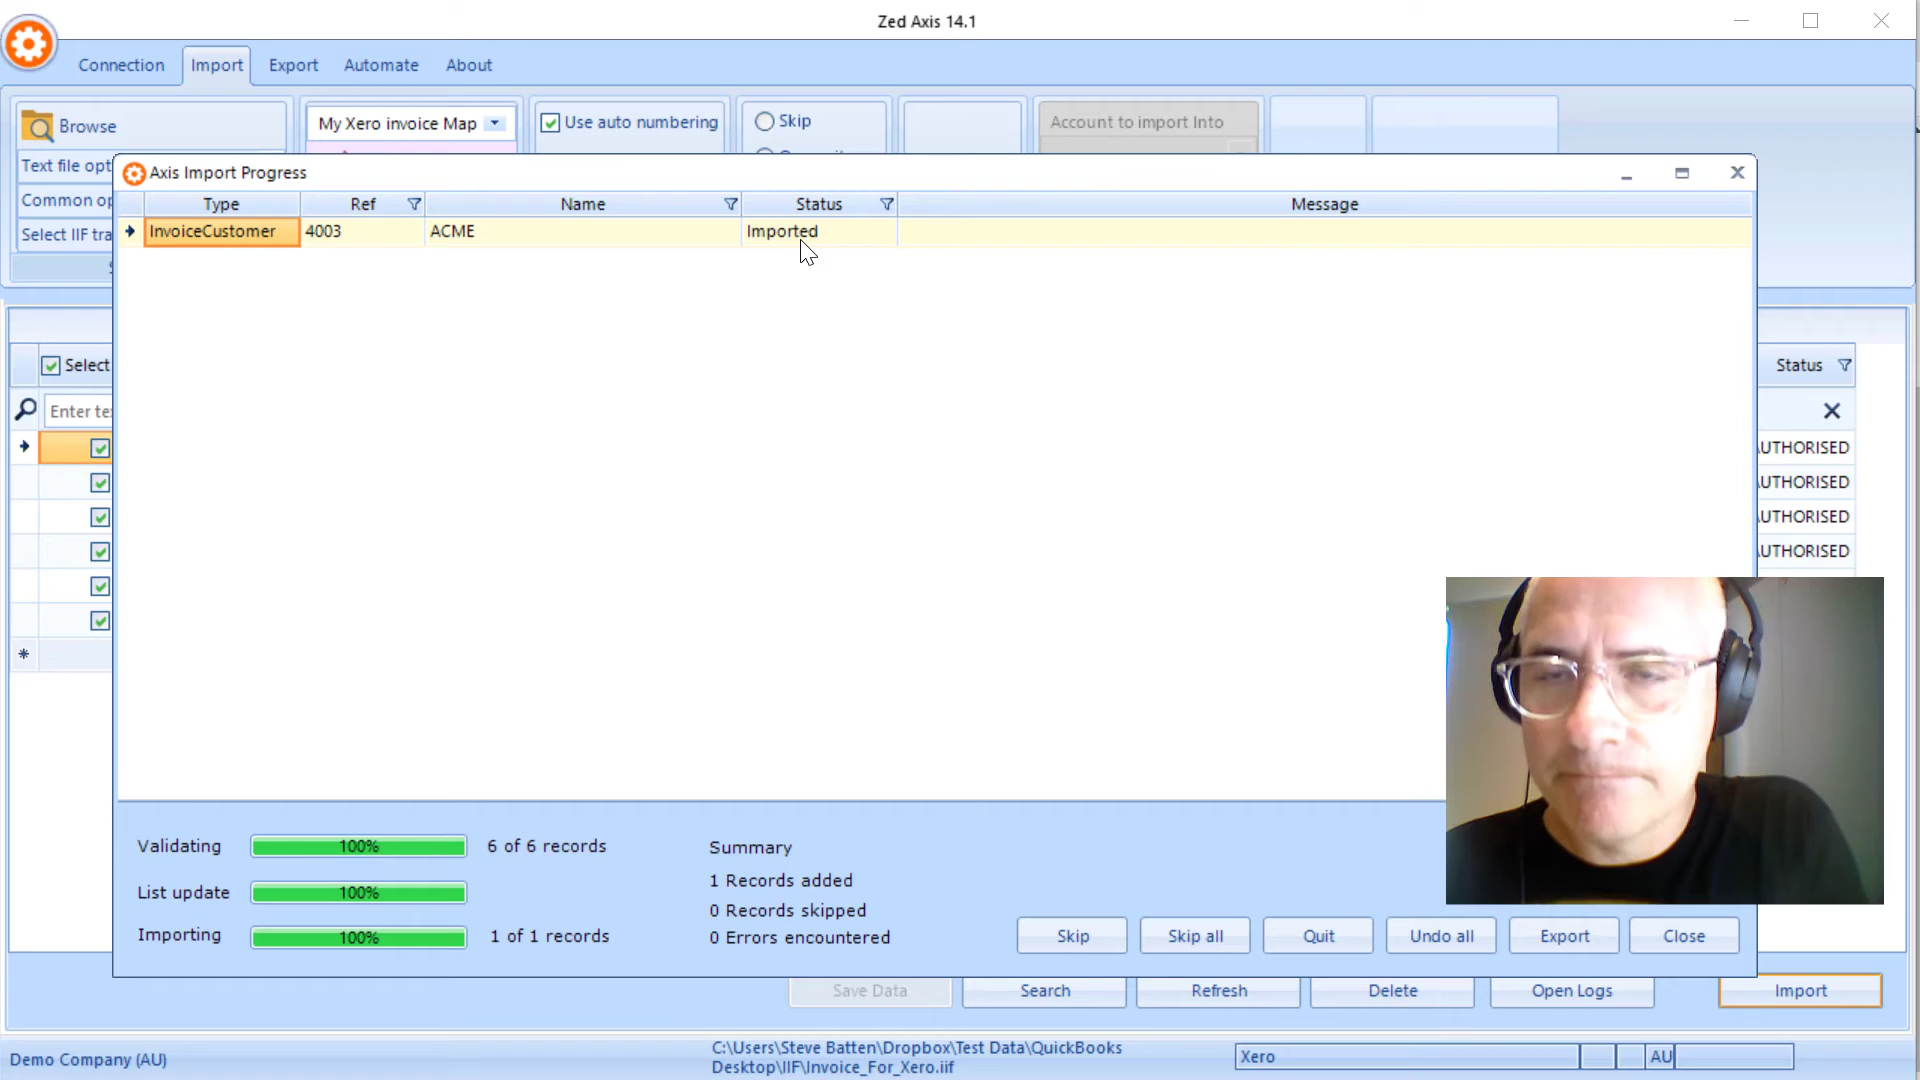 Zed Axis 14.1
Connection Import Export Automate About
Browse
My Xero invoice Map
Use auto numbering
Skip
Account to import Into
Text file opt
Common op
Select IIF tra
Axis Import Progress
Type Ref Name Status Message
InvoiceCustomer 4003 ACME Imported
Select
Status
Enter te
UTHORISED
UTHORISED
UTHORISED
UTHORISED
Validating 100% 6 of 6 records
List update 100%
Importing 100% 1 of 1 records
Summary
1 Records added
0 Records skipped
0 Errors encountered
Skip Skip all Quit Undo all Export Close
Save Data Search Refresh Delete Open Logs Import
Demo Company (AU)
C:\Users\Steve Batten\Dropbox\Test Data\QuickBooks
Desktop\IIF\Invoice_For_Xero.iif
Xero AU